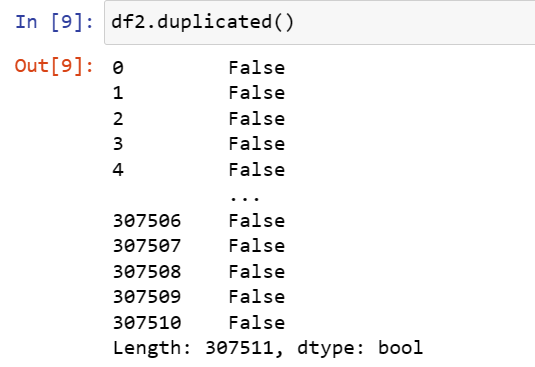 In [9]: df2.duplicated()
Out[9]: 0 False
1 False
2 False
3 False
4 False
...
307506 False
307507 False
307508 False
307509 False
307510 False
Length: 307511, dtype: bool